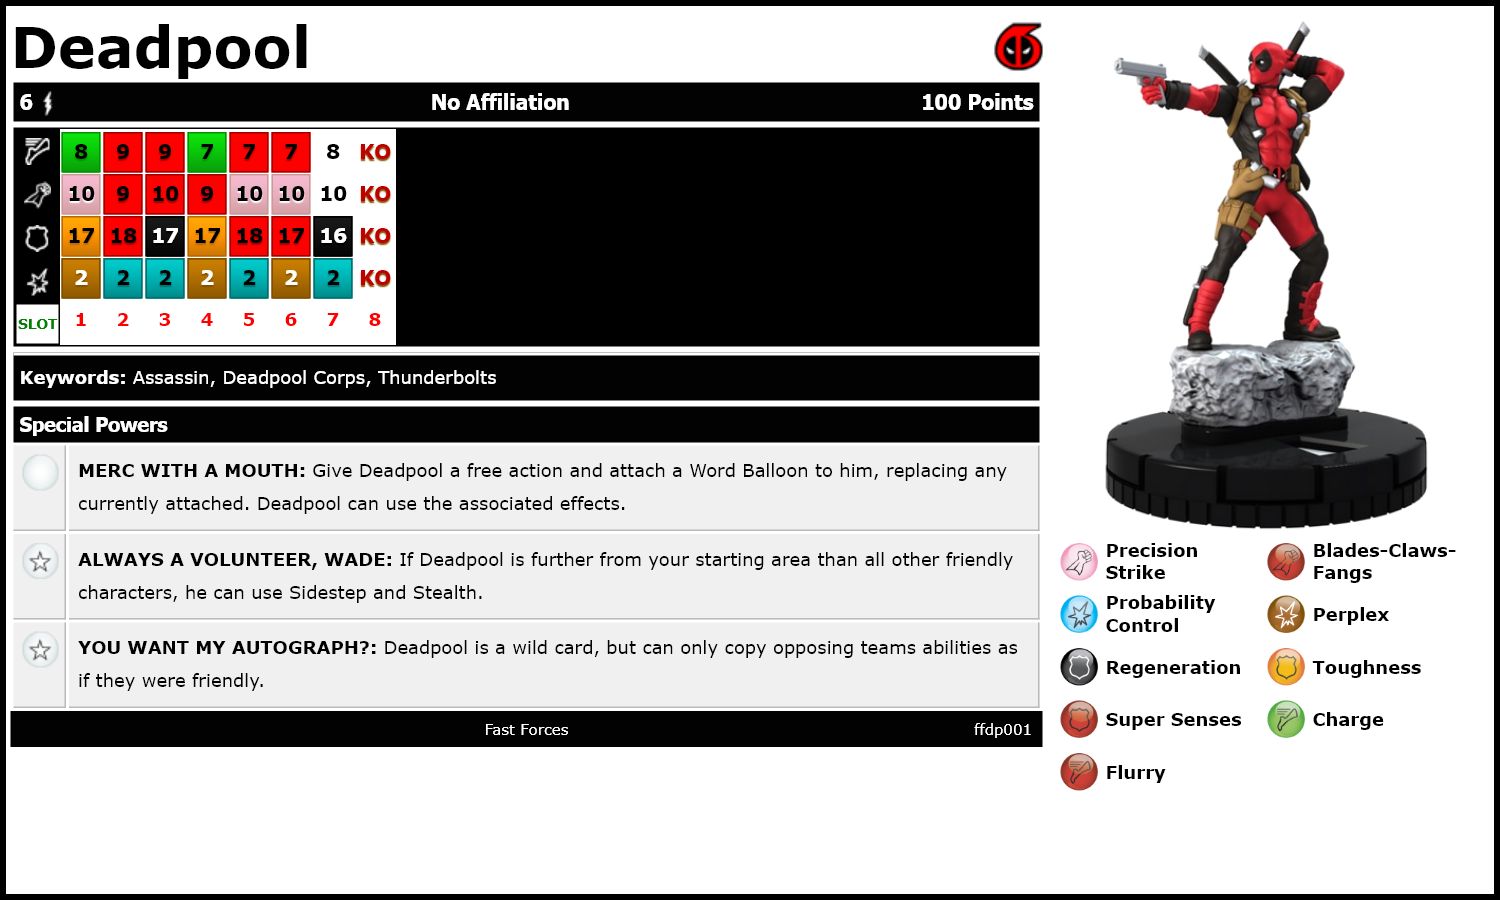 Deadpool
6 No Affiliation 100 Points
8 9 9 7 7 7 8 KO
10 9 10 9 10 10 10 KO
17 18 17 17 18 17 16 KO
2 2 2 2 2 2 2 KO
SLOT 1 2 3 4 5 6 7 8
Keywords: Assassin, Deadpool Corps, Thunderbolts
Special Powers
MERC WITH A MOUTH: Give Deadpool a free action and attach a Word Balloon to him, replacing any
currently attached. Deadpool can use the associated effects.
ALWAYS A VOLUNTEER, WADE: If Deadpool is further from your starting area than all other friendly
characters, he can use Sidestep and Stealth.
YOU WANT MY AUTOGRAPH?: Deadpool is a wild card, but can only copy opposing teams abilities as
if they were friendly.
Fast Forces ffdp001
Precision
Strike
Blades-Claws-
Fangs
Probability
Control
Perplex
Regeneration
Toughness
Super Senses
Charge
Flurry